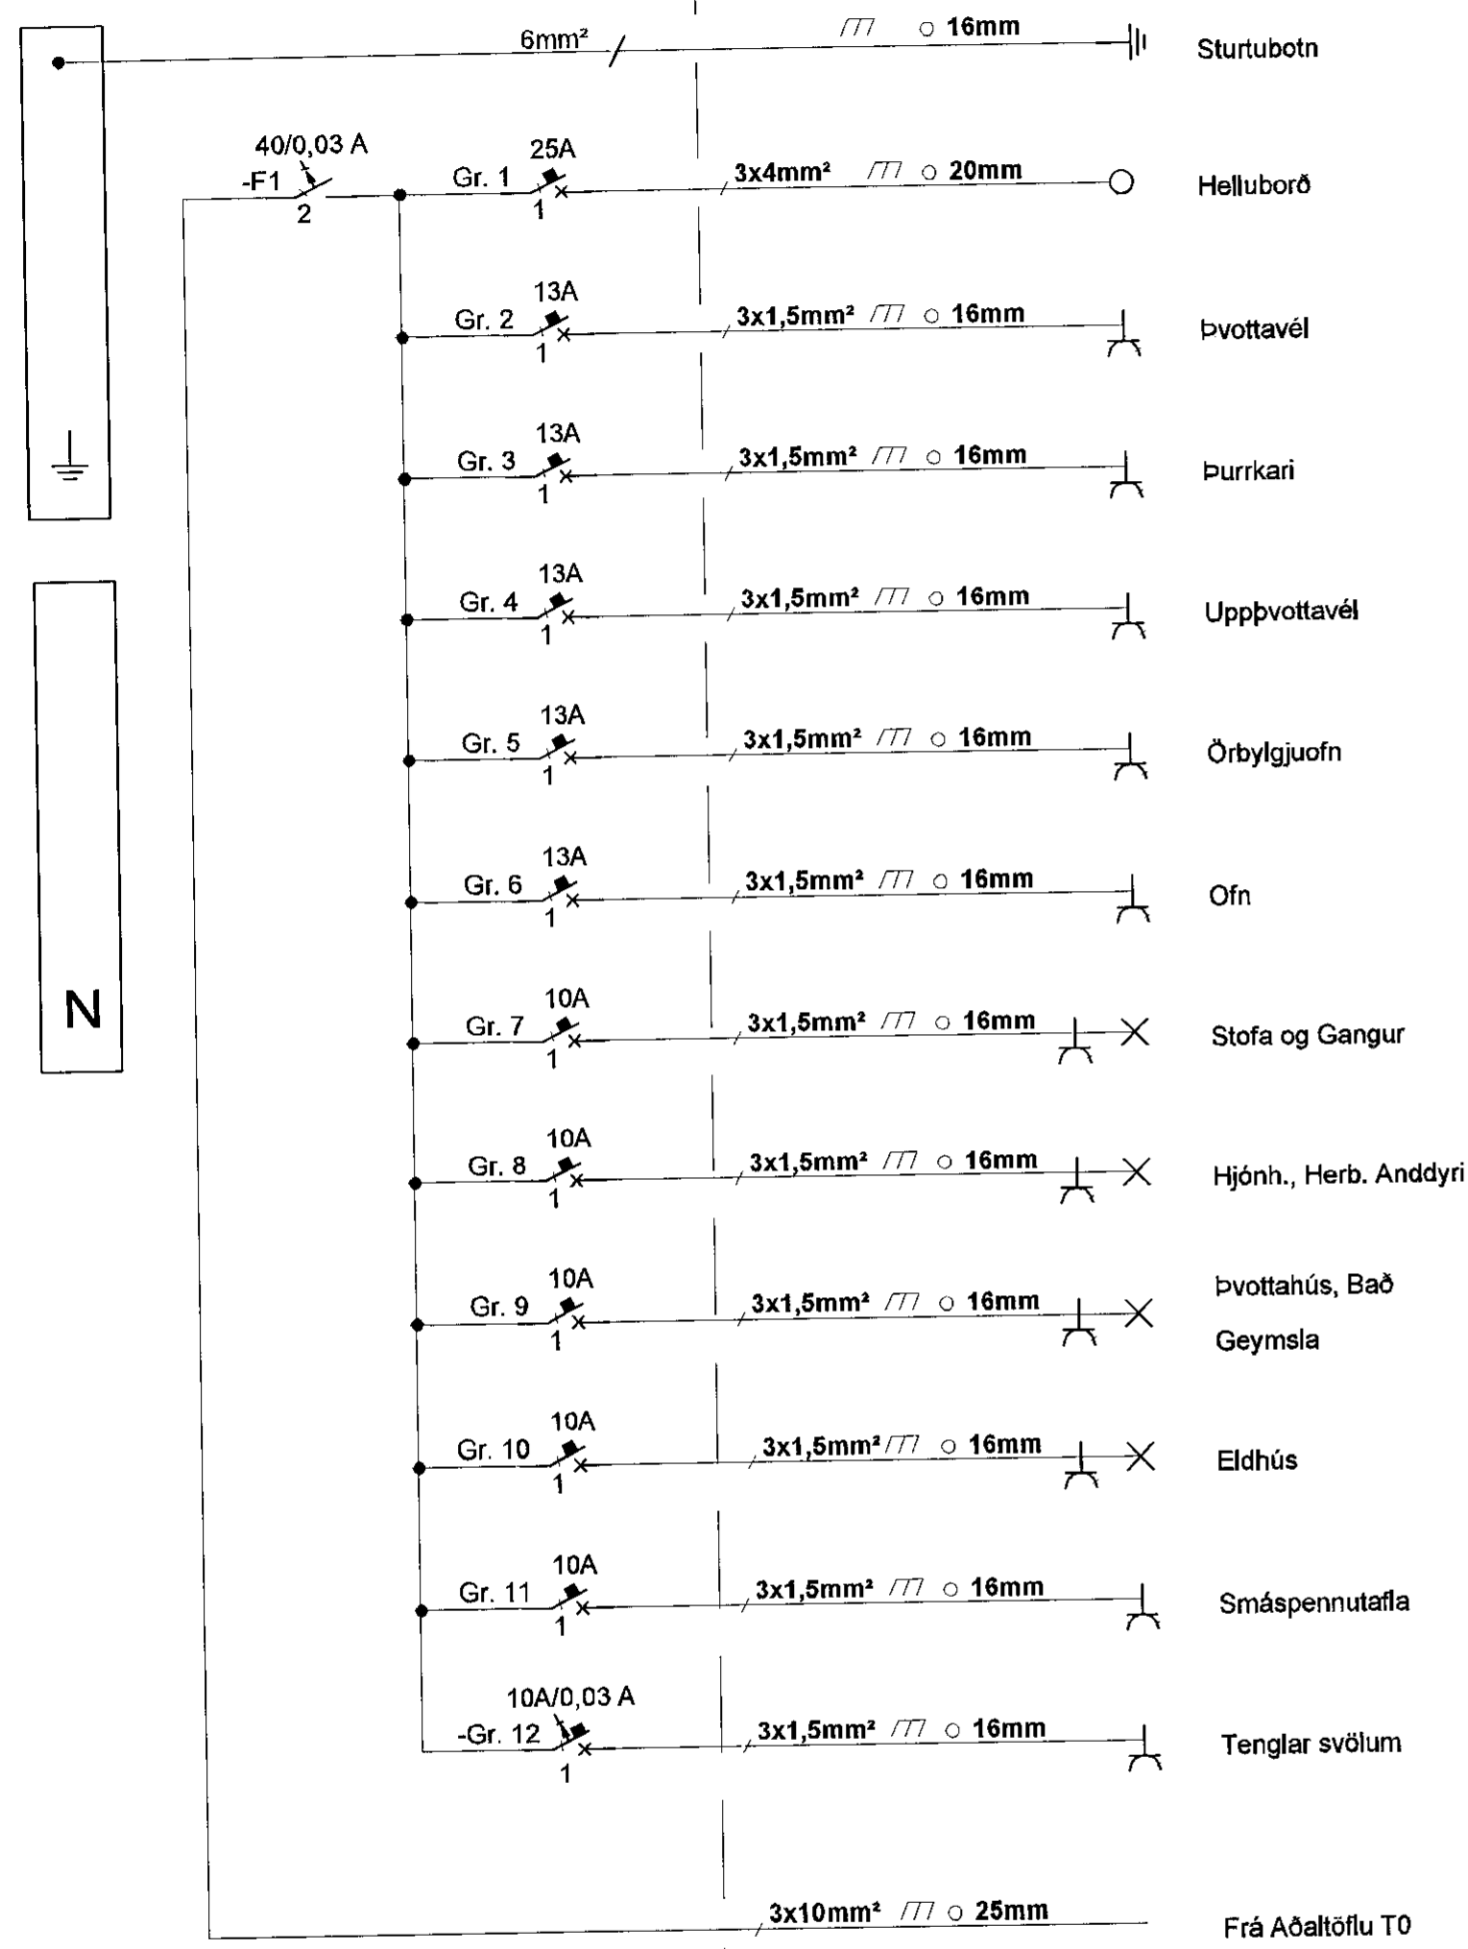 6mm² 16mm Sturtubotn
40/0,03 A
-F1
2
25A
Gr. 1 3x4mm² 20mm Helluborð
1
13A
Gr. 2 3x1,5mm² 16mm Þvottavél
1
13A
Gr. 3 3x1,5mm² 16mm Þurrkari
1
13A
Gr. 4 3x1,5mm² 16mm Uppþvottavél
1
13A
Gr. 5 3x1,5mm² 16mm Örbylgjuofn
1
13A
Gr. 6 3x1,5mm² 16mm Ofn
1
N
10A
Gr. 7 3x1,5mm² 16mm Stofa og Gangur
1
10A
Gr. 8 3x1,5mm² 16mm Hjónh., Herb. Anddyri
1
10A
Gr. 9 3x1,5mm² 16mm Þvottahús, Bað
Geymsla
1
10A
Gr. 10 3x1,5mm² 16mm Eldhús
1
10A
Gr. 11 3x1,5mm² 16mm Smáspennutafla
1
10A/0,03 A
-Gr. 12 3x1,5mm² 16mm Tenglar svölum
1
3x10mm² 25mm Frá Aðaltöflu T0